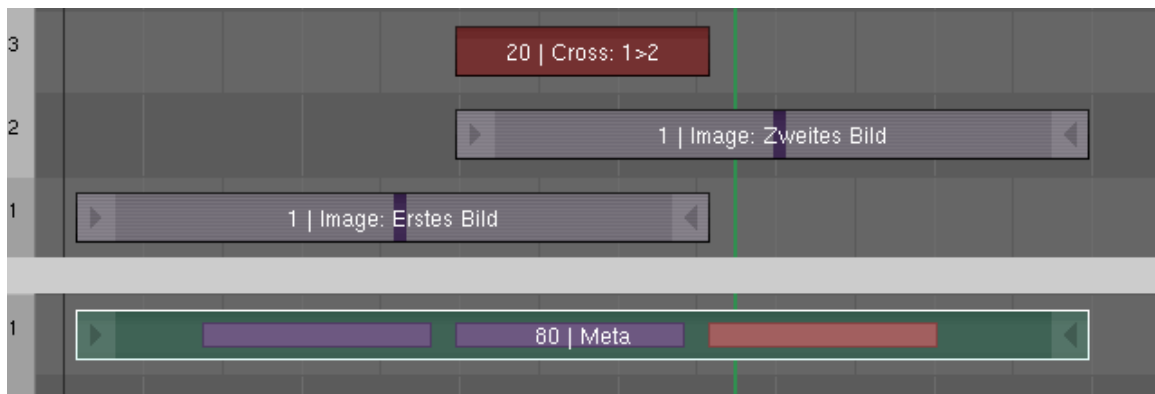 3
20 | Cross: 1>2
2
1 | Image: Zweites Bild
1
1 | Image: Erstes Bild
1
80 | Meta